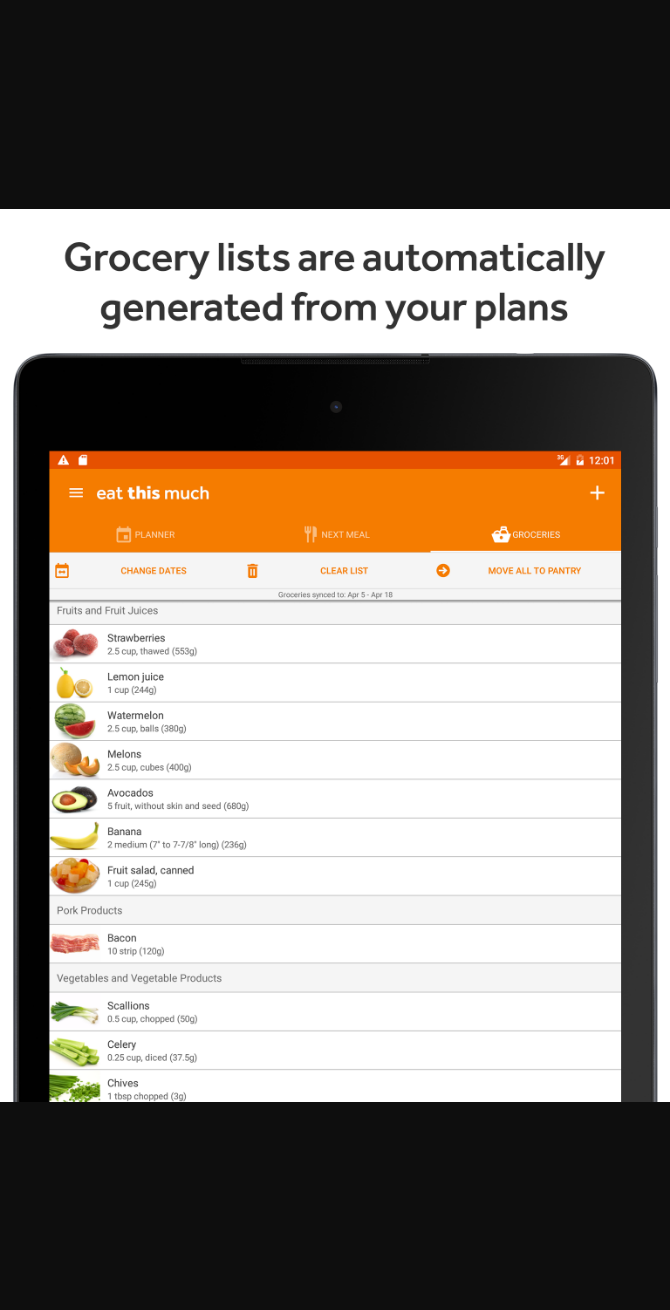 Grocery lists are automatically
generated from your plans
3G 12:01
eat this much
PLANNER NEXT MEAL GROCERIES
CHANGE DATES CLEAR LIST MOVE ALL TO PANTRY
Groceries synced to: Apr 5 - Apr 18
Fruits and Fruit Juices
Strawberries
2.5 cup, thawed (553g)
Lemon juice
1 cup (244g)
Watermelon
2.5 cup, balls (380g)
Melons
2.5 cup, cubes (400g)
Avocados
5 fruit, without skin and seed (680g)
Banana
2 medium (7" to 7-7/8" long) (236g)
Fruit salad, canned
1 cup (245g)
Pork Products
Bacon
10 strip (120g)
Vegetables and Vegetable Products
Scallions
0.5 cup, chopped (50g)
Celery
0.25 cup, diced (37.5g)
Chives
1 tbsp chopped (3g)